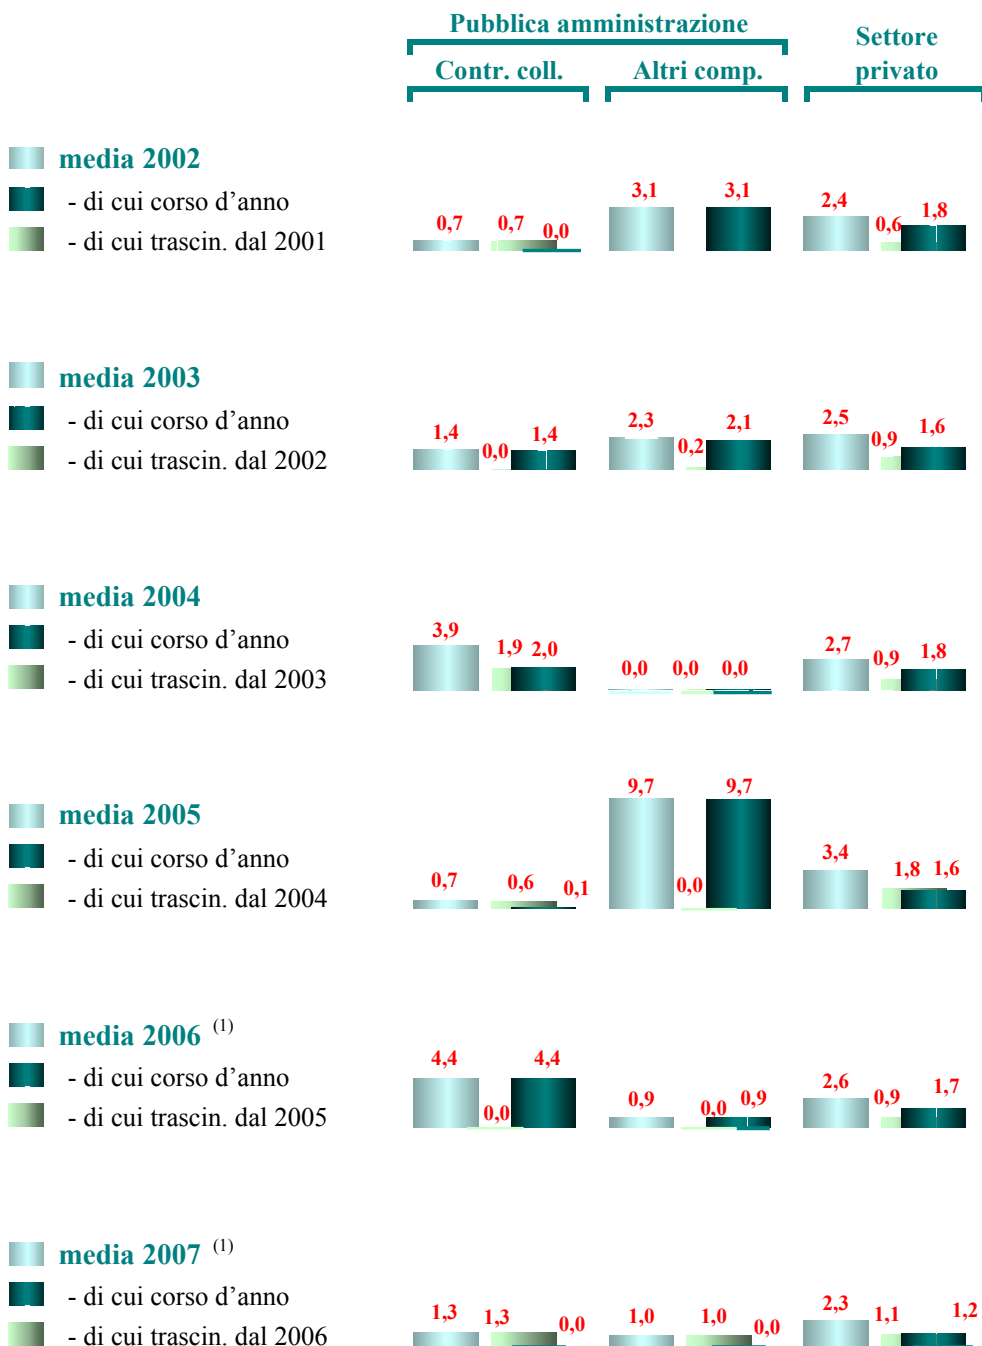 Pubblica amministrazione
Settore privato
Contr. coll. Altri comp.
media 2002
3,1 3,1 2,4
- di cui corso d'anno
0,7 0,7 0,0 0,6 1,8
- di cui trascin. dal 2001
media 2003
- di cui corso d'anno
1,4 0,0 1,4 2,3 0,2 2,1 2,5 0,9 1,6
- di cui trascin. dal 2002
media 2004
- di cui corso d'anno
3,9 1,9 2,0 0,0 0,0 0,0 2,7 0,9 1,8
- di cui trascin. dal 2003
9,7 9,7
media 2005
- di cui corso d'anno
3,4 1,8 1,6
0,7 0,6 0,1 0,0
- di cui trascin. dal 2004
media 2006 (1)
4,4 4,4
- di cui corso d'anno
0,0 0,9 0,0 0,9 2,6 0,9 1,7
- di cui trascin. dal 2005
media 2007 (1)
- di cui corso d'anno
1,3 1,3 0,0 1,0 1,0 0,0 2,3 1,1 1,2
- di cui trascin. dal 2006